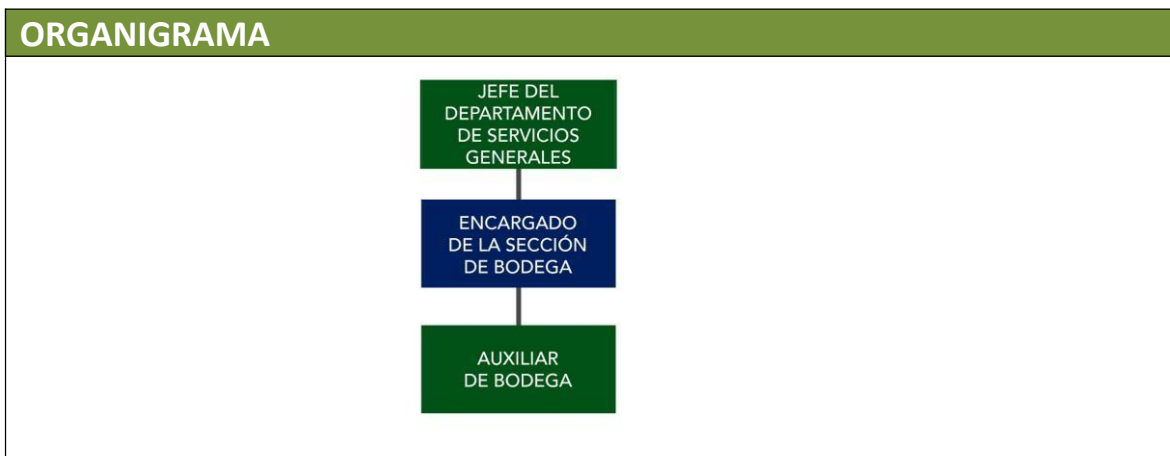 ORGANIGRAMA
JEFE DEL
DEPARTAMENTO
DE SERVICIOS
GENERALES
ENCARGADO
DE LA SECCIÓN
DE BODEGA
AUXILIAR
DE BODEGA